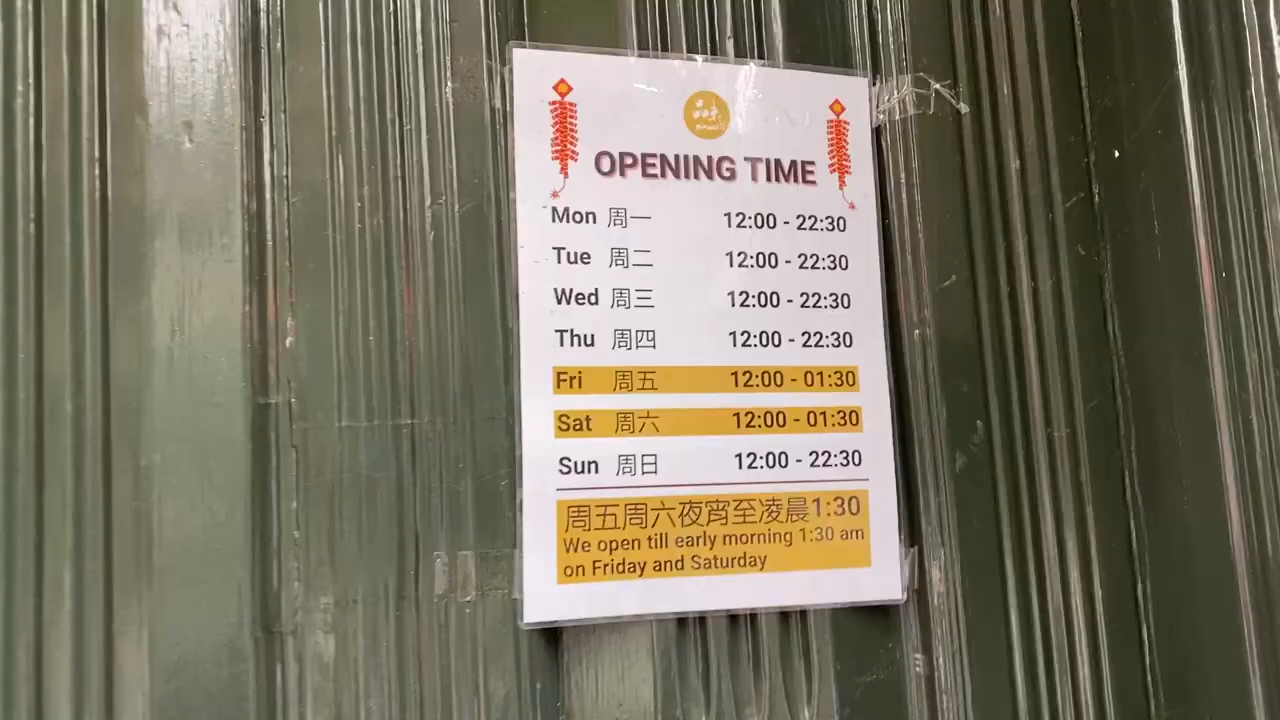 品味
OPENING TIME
Mon 周一 12:00 - 22:30
Tue 周二 12:00 - 22:30
Wed 周三 12:00 - 22:30
Thu 周四 12:00 - 22:30
Fri 周五 12:00 - 01:30
Sat 周六 12:00 - 01:30
Sun 周日 12:00 - 22:30
周五周六夜宵至凌晨1:30
We open till early morning 1:30 am
on Friday and Saturday